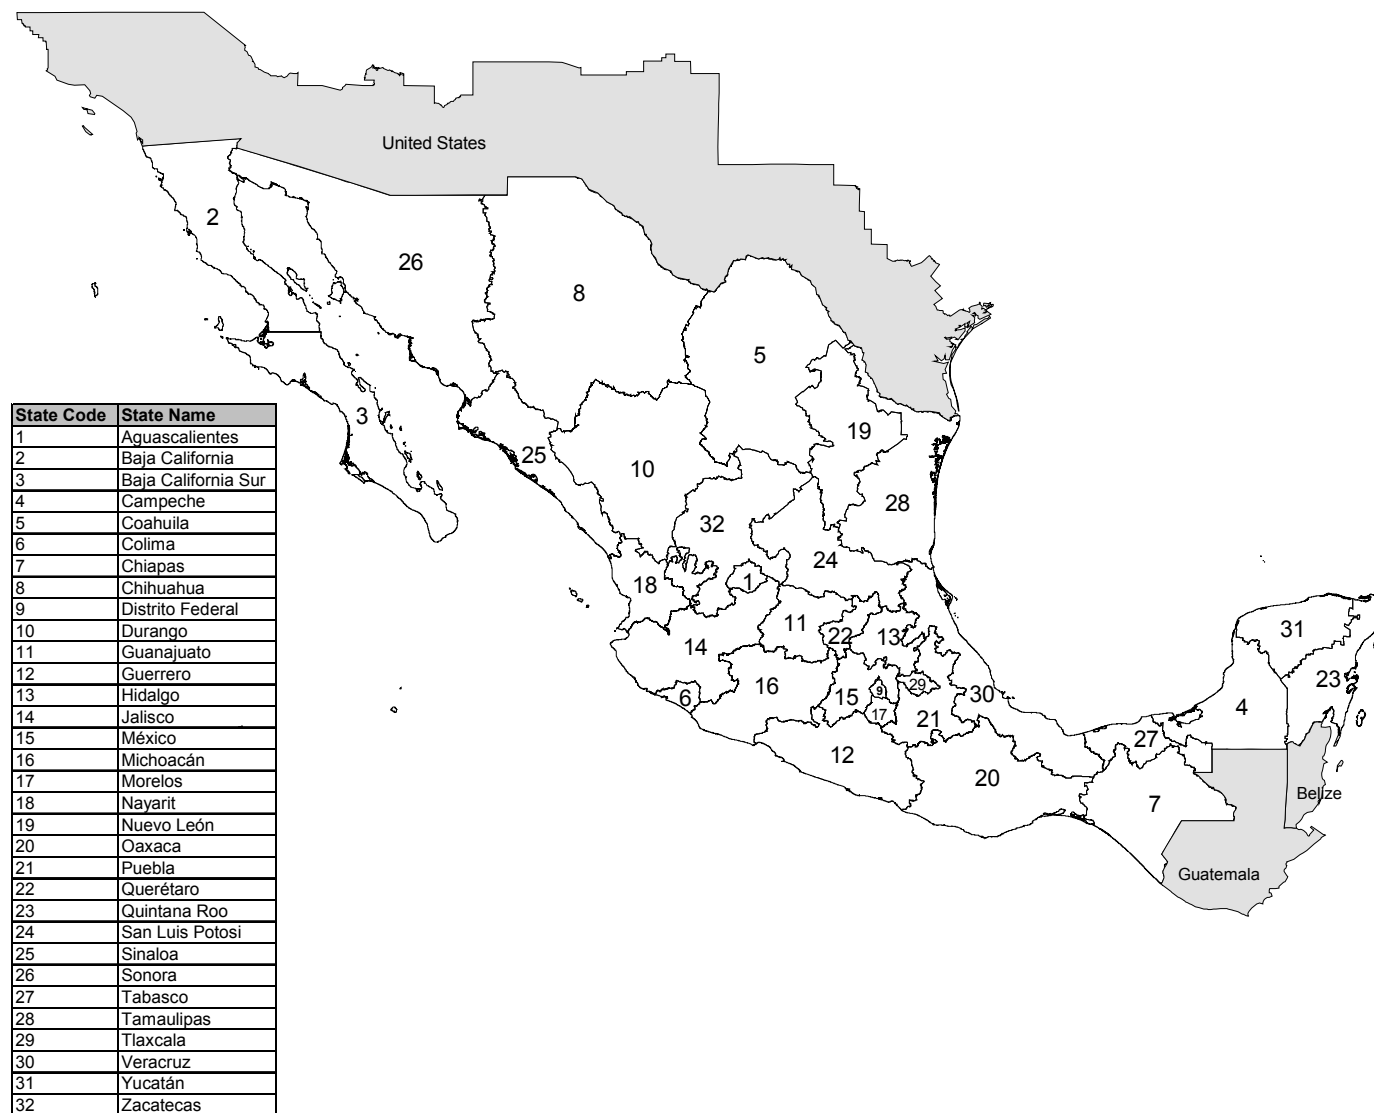 United States
2
26
8
5
3
19
25
10
28
32
24
18
1
11
22
13
14
31
16
6
15
9
29
30
23
17
21
4
12
27
20
7
Belize
Guatemala
State Code State Name
1 Aguascalientes
2 Baja California
3 Baja California Sur
4 Campeche
5 Coahuila
6 Colima
7 Chiapas
8 Chihuahua
9 Distrito Federal
10 Durango
11 Guanajuato
12 Guerrero
13 Hidalgo
14 Jalisco
15 México
16 Michoacán
17 Morelos
18 Nayarit
19 Nuevo León
20 Oaxaca
21 Puebla
22 Querétaro
23 Quintana Roo
24 San Luis Potosi
25 Sinaloa
26 Sonora
27 Tabasco
28 Tamaulipas
29 Tlaxcala
30 Veracruz
31 Yucatán
32 Zacatecas